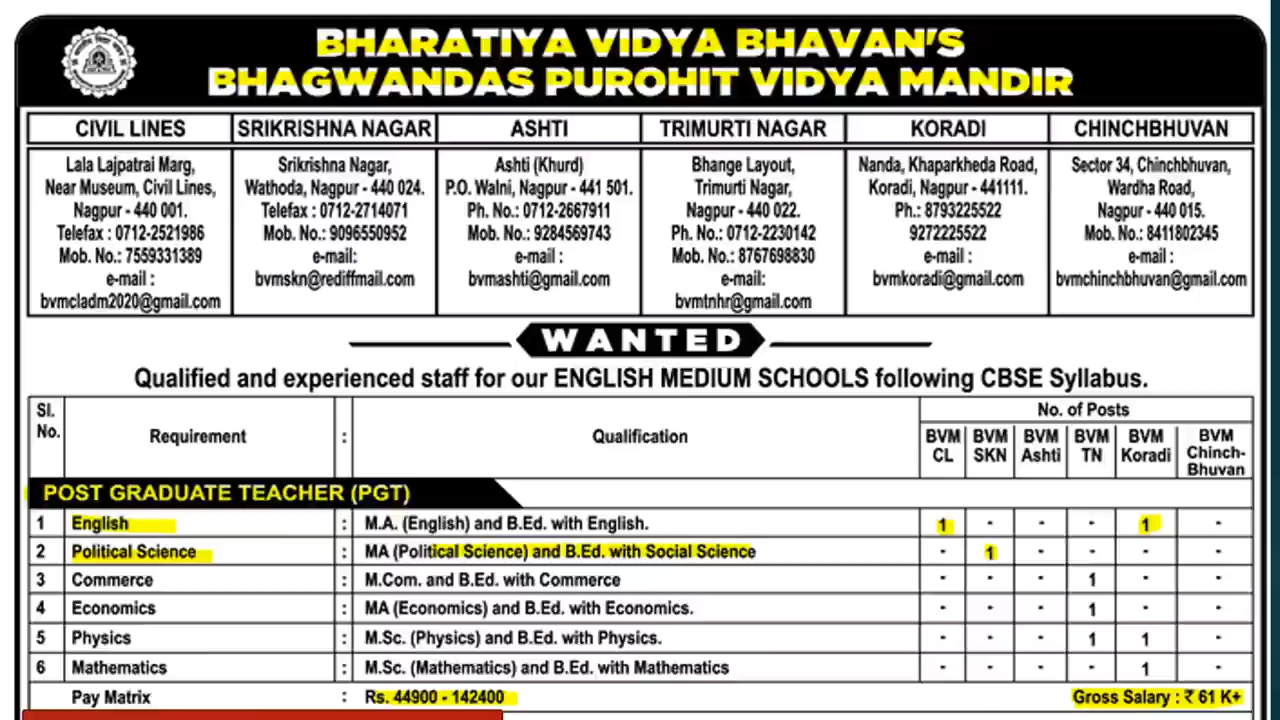 BHARATIYA VIDYA BHAVAN'S
BHAGWANDAS PUROHIT VIDYA MANDIR
CIVIL LINES
Lala Lajpatrai Marg,
Near Museum, Civil Lines,
Nagpur - 440 001.
Telefax : 0712-2521986
Mob. No.: 7559331389
e-mail :
bvmcladm2020@gmail.com
SRIKRISHNA NAGAR
Srikrishna Nagar,
Wathoda, Nagpur - 440 024.
Telefax : 0712-2714071
Mob. No.: 9096550952
e-mail:
bvmskn@rediffmail.com
ASHTI
Ashti (Khurd)
P.O. Walni, Nagpur - 441 501.
Ph. No.: 0712-2667911
Mob. No.: 9284569743
e-mail:
bvmashti@gmail.com
TRIMURTI NAGAR
Bhange Layout,
Trimurti Nagar,
Nagpur - 440 022.
Ph. No.: 0712-2230142
Mob. No.: 8767698830
e-mail:
bvmtnhr@gmail.com
KORADI
Nanda, Khaparkheda Road,
Koradi, Nagpur - 441111.
Ph.: 8793225522
9272225522
e-mail :
bvmkoradi@gmail.com
CHINCHBHUVAN
Sector 34, Chinchbhuvan,
Wardha Road,
Nagpur - 440 015.
Mob. No.: 8411802345
e-mail :
bvmchinchbhuvan@gmail.com
WANTED
Qualified and experienced staff for our ENGLISH MEDIUM SCHOOLS following CBSE Syllabus.
Sl. No. Requirement : Qualification No. of Posts
BVM CL BVM SKN BVM Ashti BVM TN BVM Koradi BVM Chinch-Bhuvan
POST GRADUATE TEACHER (PGT)
1 English : M.A. (English) and B.Ed. with English. 1 - - - 1 -
2 Political Science : MA (Political Science) and B.Ed. with Social Science - 1 - - - -
3 Commerce : M.Com. and B.Ed. with Commerce - - - 1 - -
4 Economics : MA (Economics) and B.Ed. with Economics. - - - 1 - -
5 Physics : M.Sc. (Physics) and B.Ed. with Physics. - - - 1 1 -
6 Mathematics : M.Sc. (Mathematics) and B.Ed. with Mathematics - - - - 1 -
Pay Matrix : Rs. 44900 - 142400 Gross Salary : ₹ 61 K+